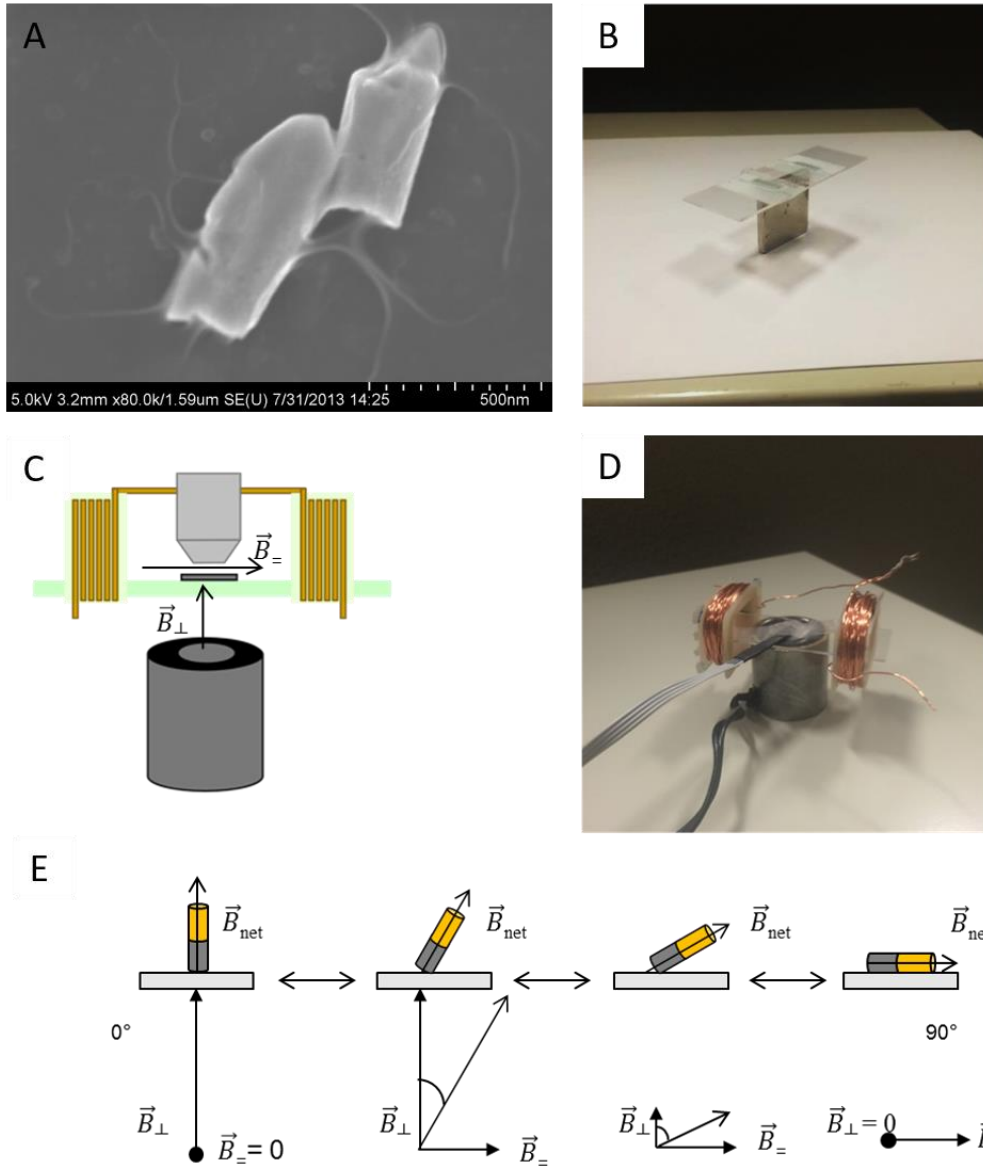 A
B
5.0kV 3.2mm x80.0k/1.59um SE(U) 7/31/2013 14:25 500nm
C
B⃗=
B⃗⊥
D
E
B⃗net
B⃗net
B⃗net
B⃗ne
0°
90°
B⃗⊥
B⃗= = 0
B⃗⊥
B⃗=
B⃗⊥
B⃗=
B⃗⊥ = 0